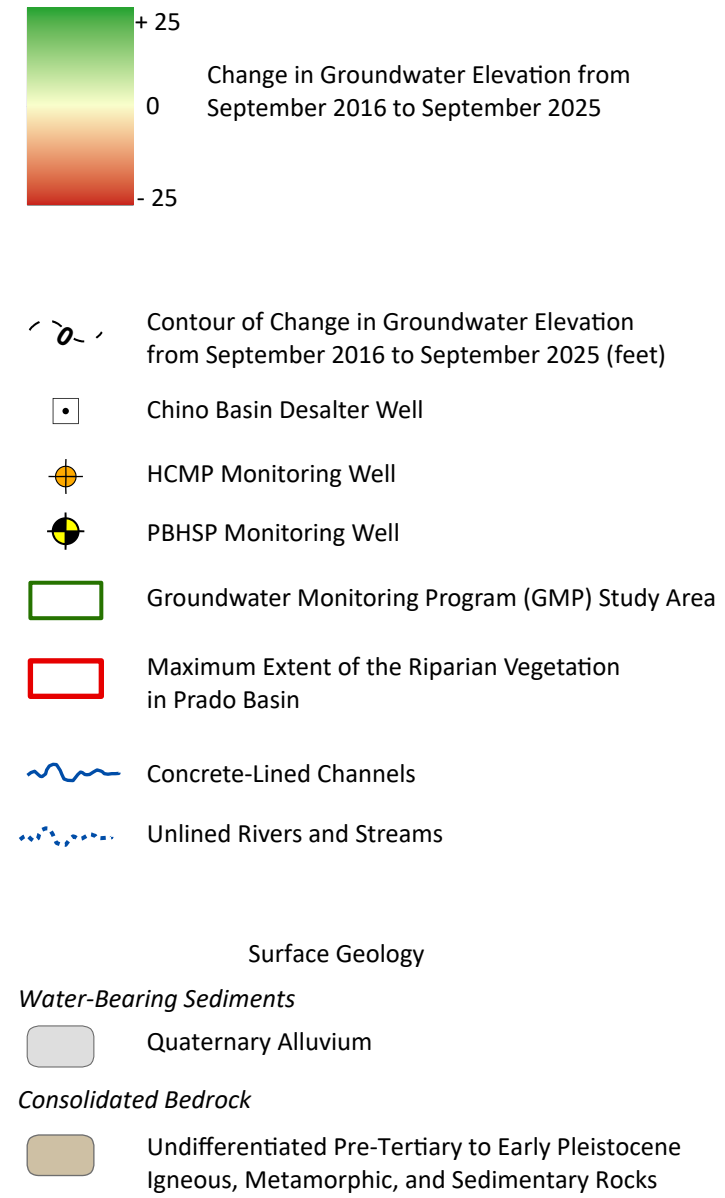 + 25
Change in Groundwater Elevation from
0
September 2016 to September 2025
- 25
0
Contour of Change in Groundwater Elevation
from September 2016 to September 2025 (feet)
Chino Basin Desalter Well
HCMP Monitoring Well
PBHSP Monitoring Well
Groundwater Monitoring Program (GMP) Study Area
Maximum Extent of the Riparian Vegetation
in Prado Basin
Concrete-Lined Channels
Unlined Rivers and Streams
Surface Geology
Water-Bearing Sediments
Quaternary Alluvium
Consolidated Bedrock
Undifferentiated Pre-Tertiary to Early Pleistocene
Igneous, Metamorphic, and Sedimentary Rocks